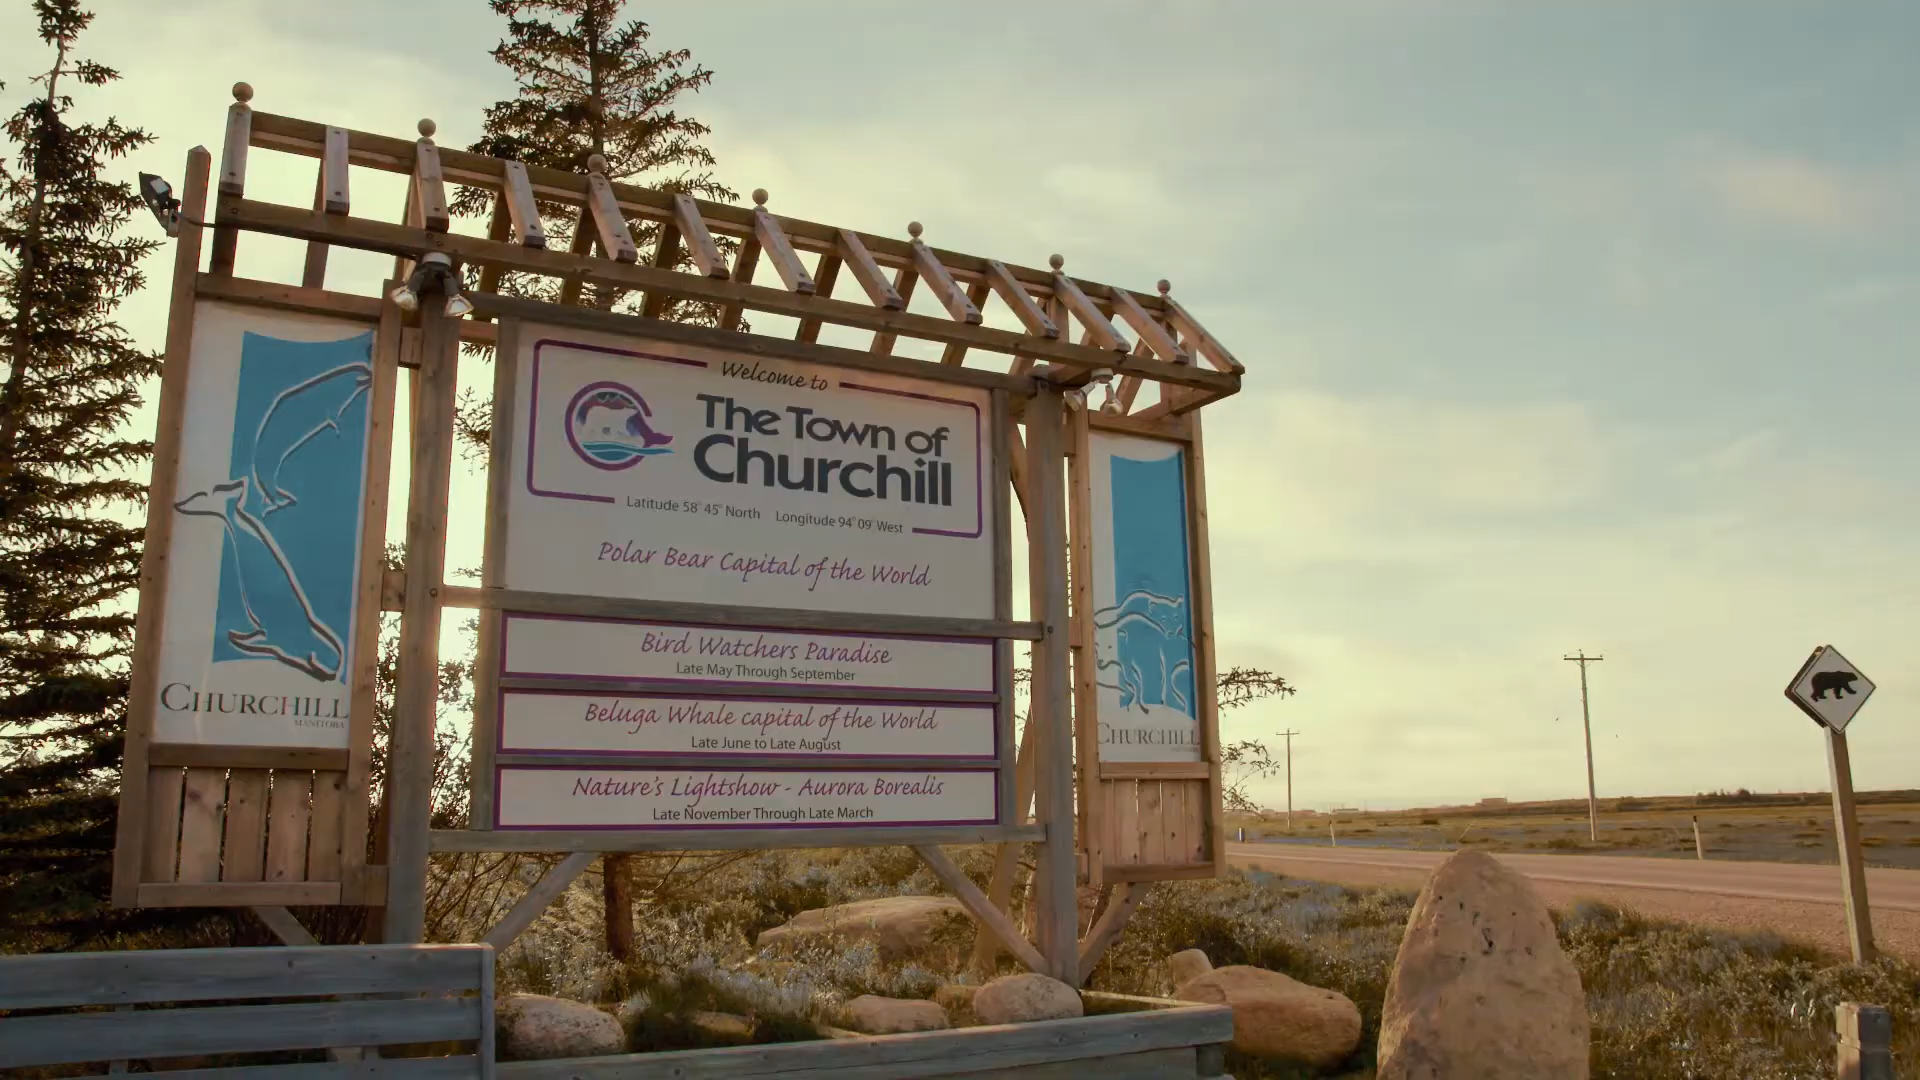 Welcome to
The Town of
Churchill
Latitude 58° 45" North Longitude 94° 09' West
Polar Bear Capital of the World
Bird Watchers Paradise
Late May Through September
Beluga Whale capital of the World
Late June to Late August
Nature's Lightshow - Aurora Borealis
Late November Through Late March
CHURCHILL
MANITOBA
CHURCHILL